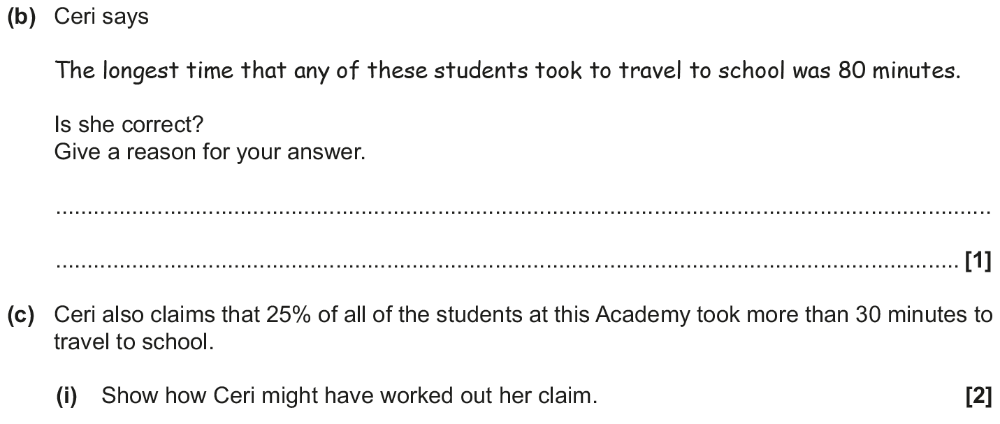 (b) Ceri says
The longest time that any of these students took to travel to school was 80 minutes.
Is she correct?
Give a reason for your answer.
................................................................................
................................................................................ [1]
(c) Ceri also claims that 25% of all of the students at this Academy took more than 30 minutes to
travel to school.
(i) Show how Ceri might have worked out her claim. [2]